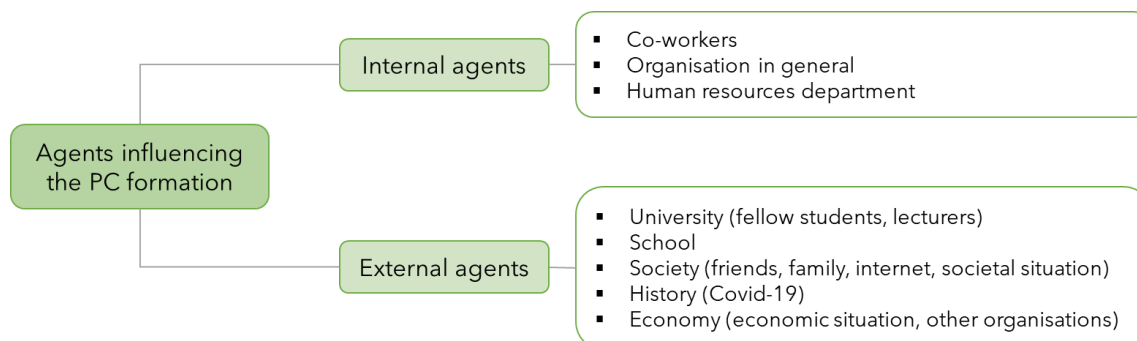 Agents influencing
the PC formation
Internal agents
▪ Co-workers
▪ Organisation in general
▪ Human resources department
External agents
▪ University (fellow students, lecturers)
▪ School
▪ Society (friends, family, internet, societal situation)
▪ History (Covid-19)
▪ Economy (economic situation, other organisations)